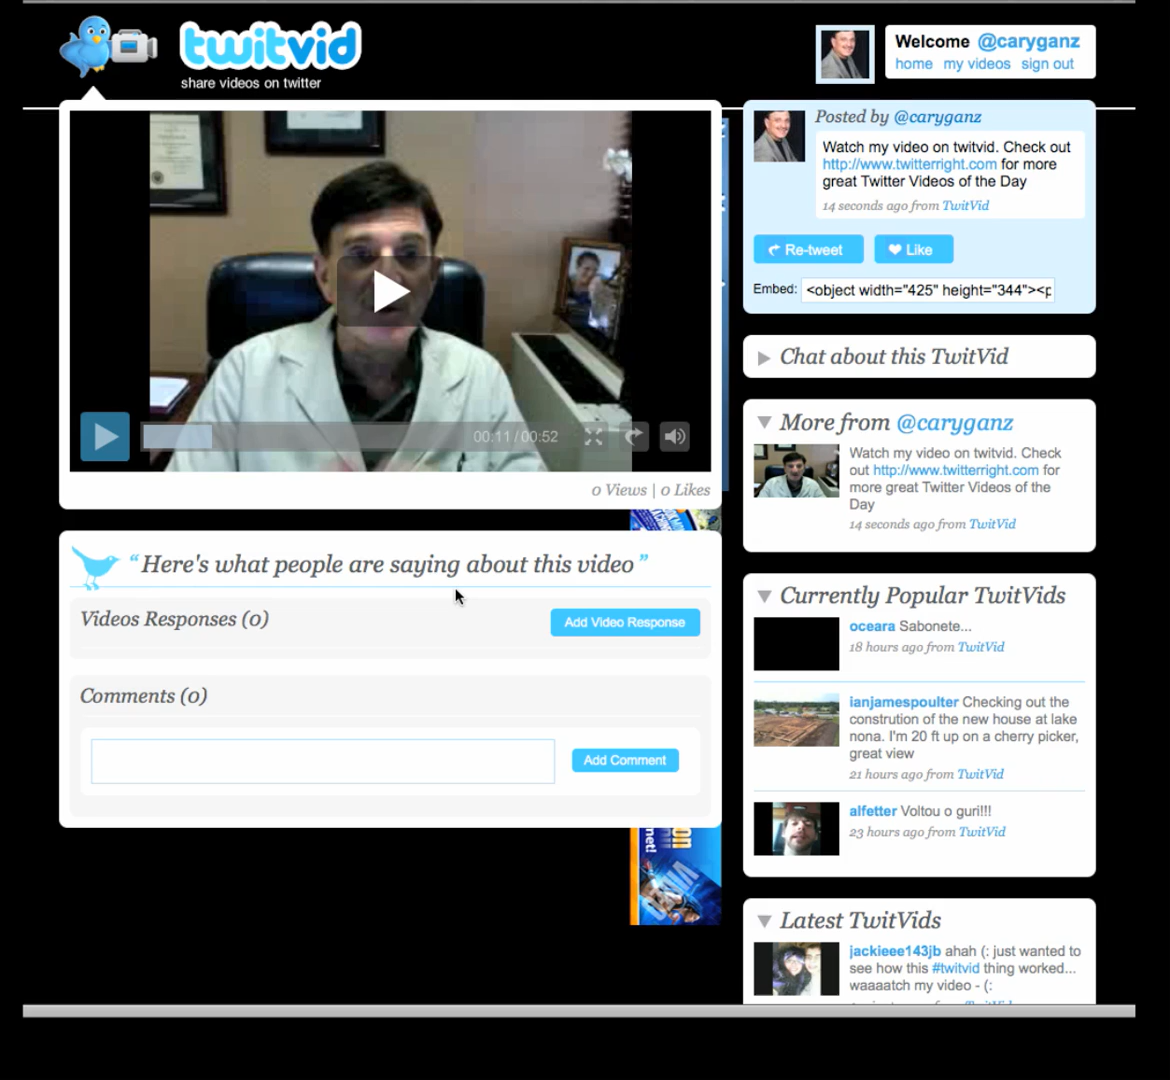 twitvid
share videos on twitter
Welcome @caryganz
home my videos sign out
00:11 / 00:52
0 Views | 0 Likes
Posted by @caryganz
Watch my video on twitvid. Check out
http://www.twitterright.com for more
great Twitter Videos of the Day
14 seconds ago from TwitVid
Re-tweet
Like
Embed: <object width="425" height="344"><p
Chat about this TwitVid
More from @caryganz
Watch my video on twitvid. Check
out http://www.twitterright.com for
more great Twitter Videos of the
Day
14 seconds ago from TwitVid
“ Here's what people are saying about this video ”
Videos Responses (0)
Add Video Response
Comments (0)
Add Comment
Currently Popular TwitVids
oceara Sabonete...
18 hours ago from TwitVid
ianjamespoulter Checking out the
constrution of the new house at lake
nona. I'm 20 ft up on a cherry picker,
great view
21 hours ago from TwitVid
alfetter Voltou o guri!!!
23 hours ago from TwitVid
Latest TwitVids
jackieee143jb ahah (: just wanted to
see how this #twitvid thing worked...
waaaatch my video - (:
net!